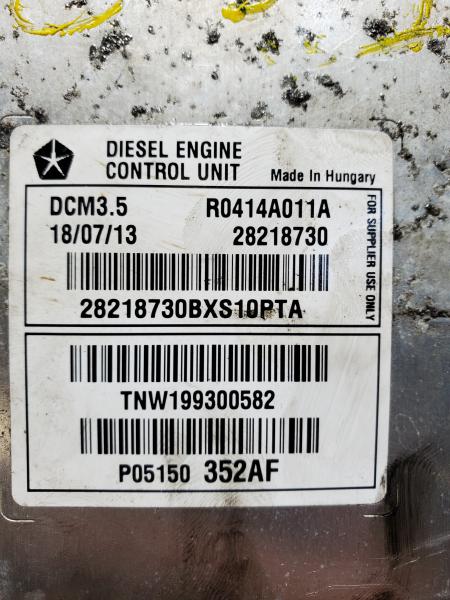 DIESEL ENGINE
CONTROL UNIT
Made In Hungary
DCM3.5 R0414A011A
18/07/13 28218730
28218730BXS10PTA
FOR SUPPLIER USE ONLY
TNW199300582
P05150 352AF